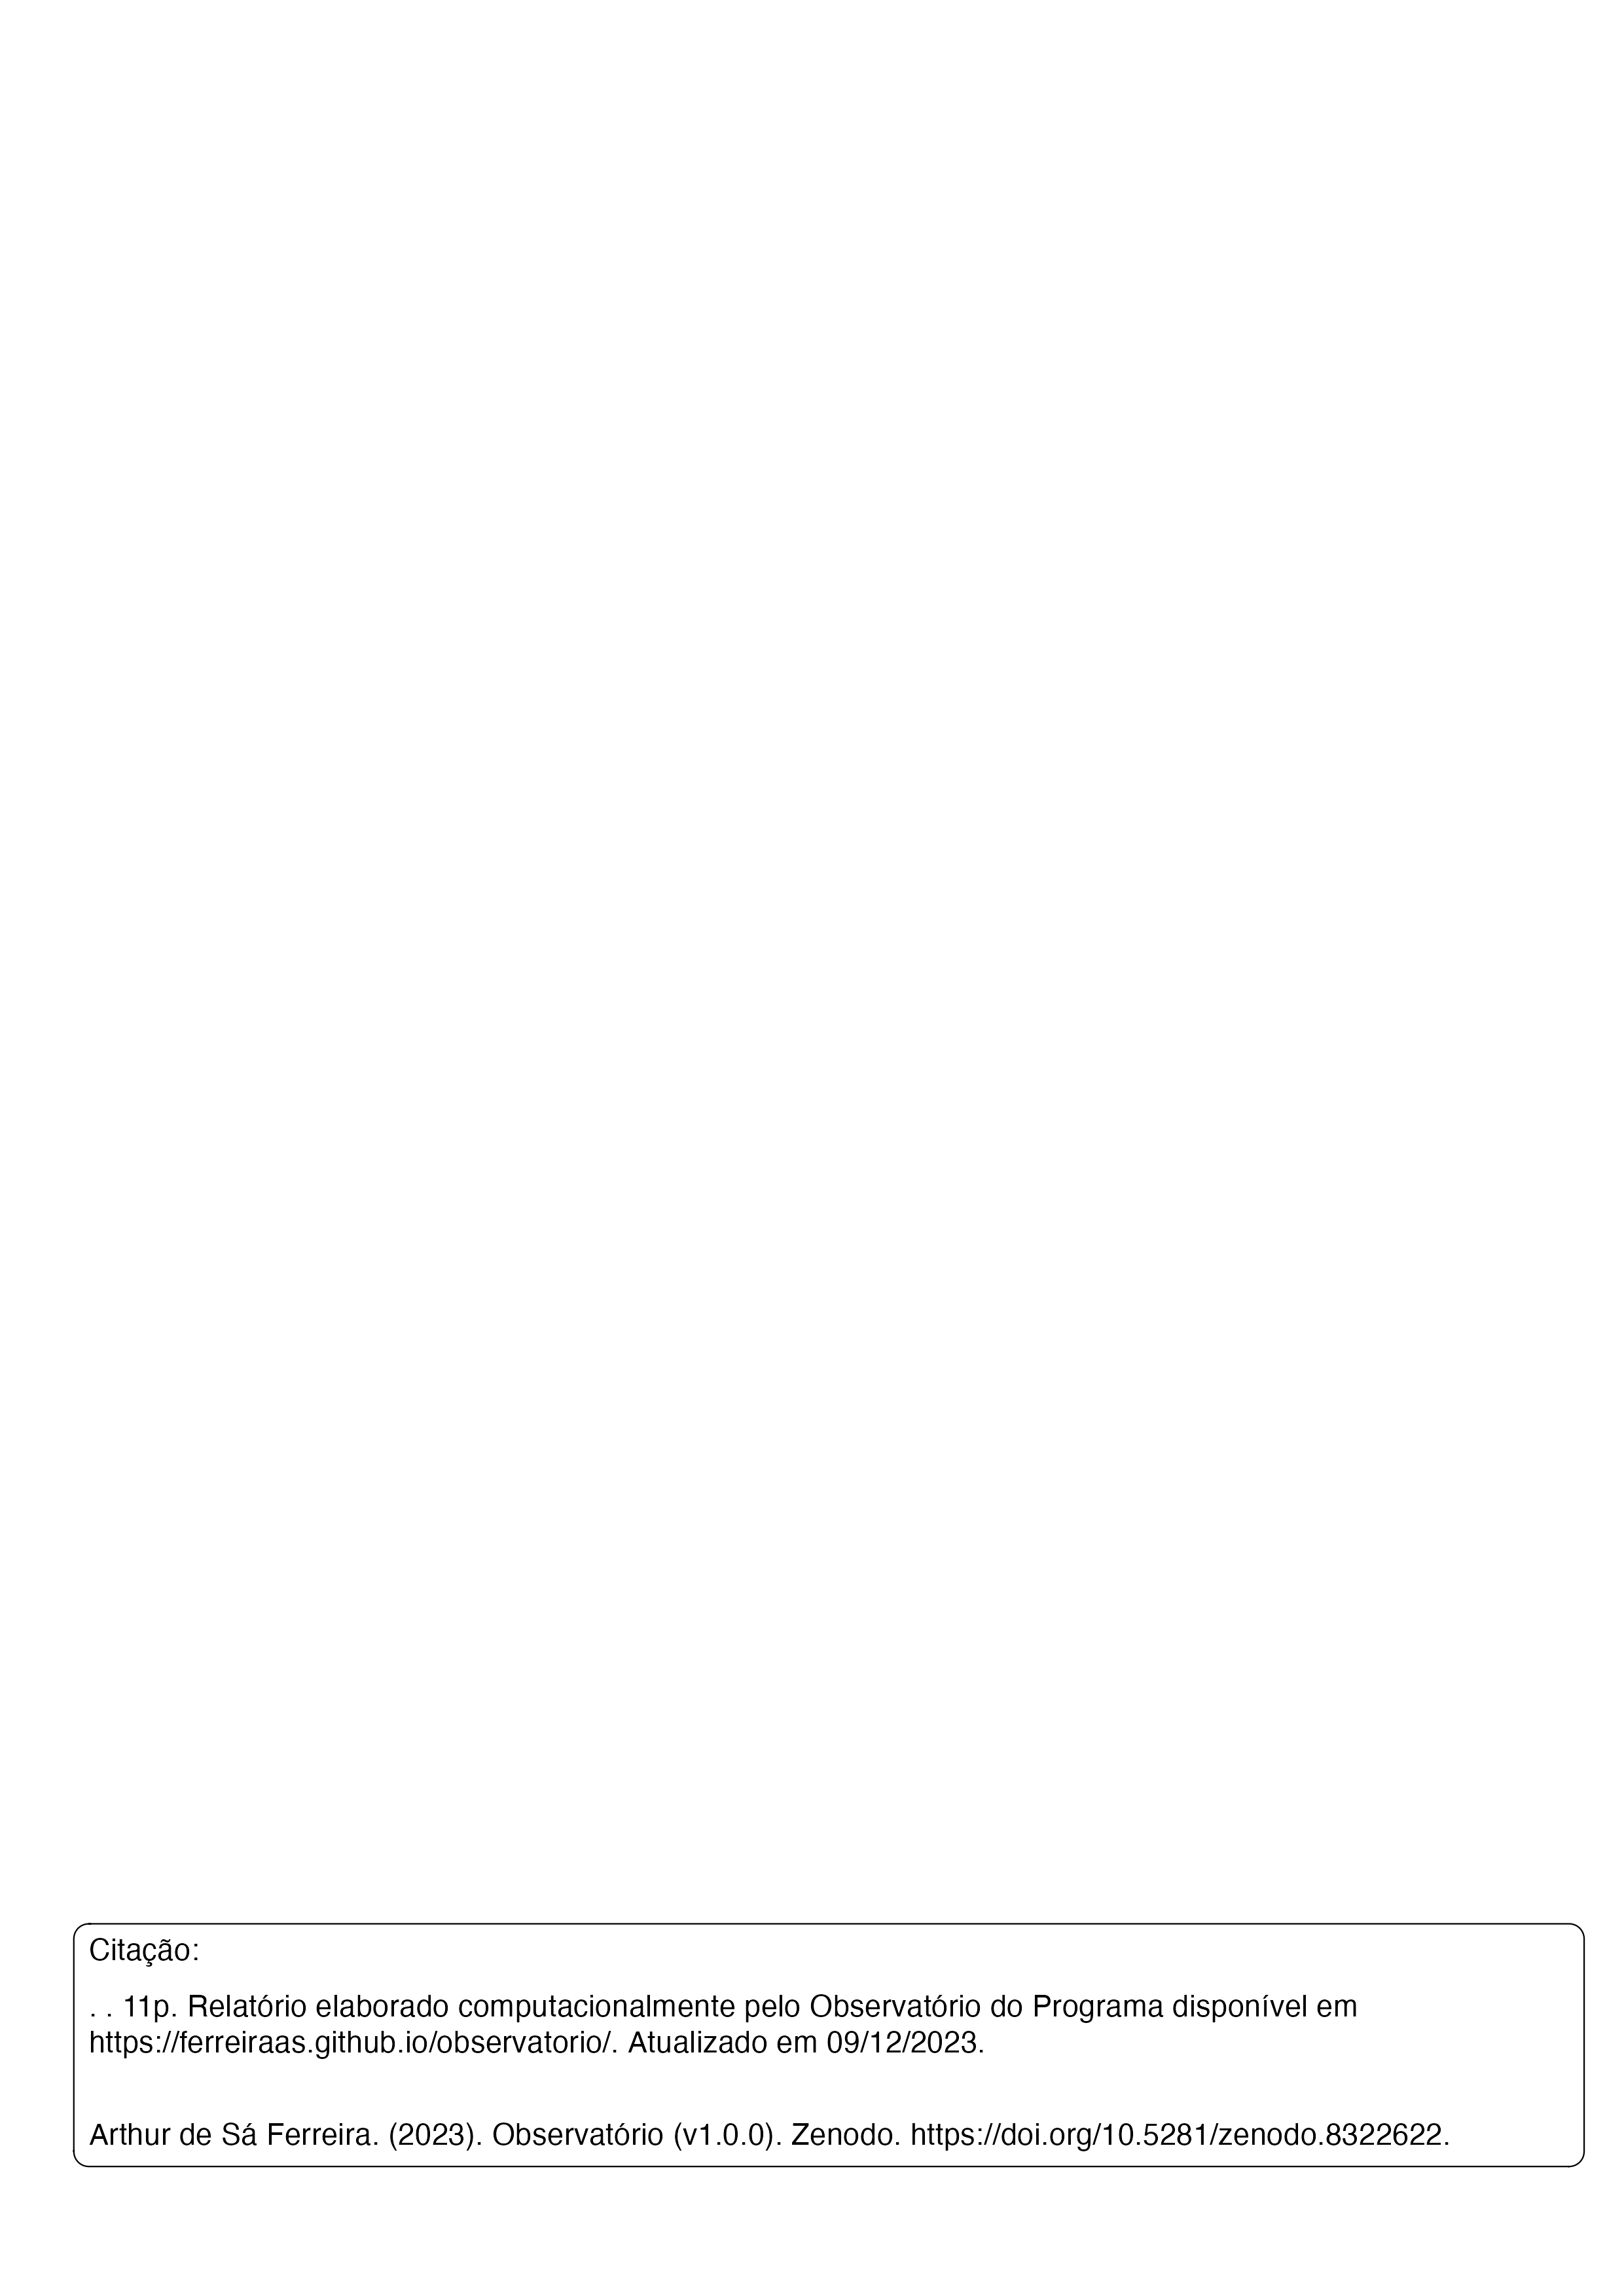 Citação:
. . 11p. Relatório elaborado computacionalmente pelo Observatório do Programa disponível em
https://ferreiraas.github.io/observatorio/. Atualizado em 09/12/2023.
Arthur de Sá Ferreira. (2023). Observatório (v1.0.0). Zenodo. https://doi.org/10.5281/zenodo.8322622.